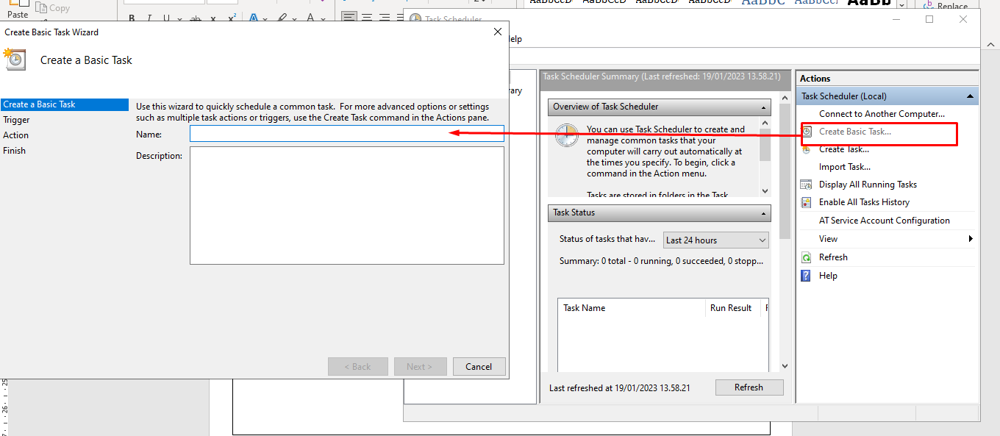 Paste
Copy
B I U ab x x² A A
AaBbCcD AaBbCcD AaBbCcD AaBbCcD AaBbC AaBbCcI AaBb
Replace
Create Basic Task Wizard
Create a Basic Task
Create a Basic Task
Trigger
Action
Finish
Use this wizard to quickly schedule a common task. For more advanced options or settings
such as multiple task actions or triggers, use the Create Task command in the Actions pane.
Name:
Description:
< Back
Next >
Cancel
Task Scheduler
elp
rary
Task Scheduler Summary (Last refreshed: 19/01/2023 13.58.21)
Overview of Task Scheduler
You can use Task Scheduler to create and
manage common tasks that your
computer will carry out automatically at
the times you specify. To begin, click a
command in the Action menu.
Tasks are stored in folders in the Task
Task Status
Status of tasks that hav...
Last 24 hours
Summary: 0 total - 0 running, 0 succeeded, 0 stopp...
Task Name
Run Result
Last refreshed at 19/01/2023 13.58.21
Refresh
Actions
Task Scheduler (Local)
Connect to Another Computer...
Create Basic Task...
Create Task...
Import Task...
Display All Running Tasks
Enable All Tasks History
AT Service Account Configuration
View
Refresh
Help
25
26